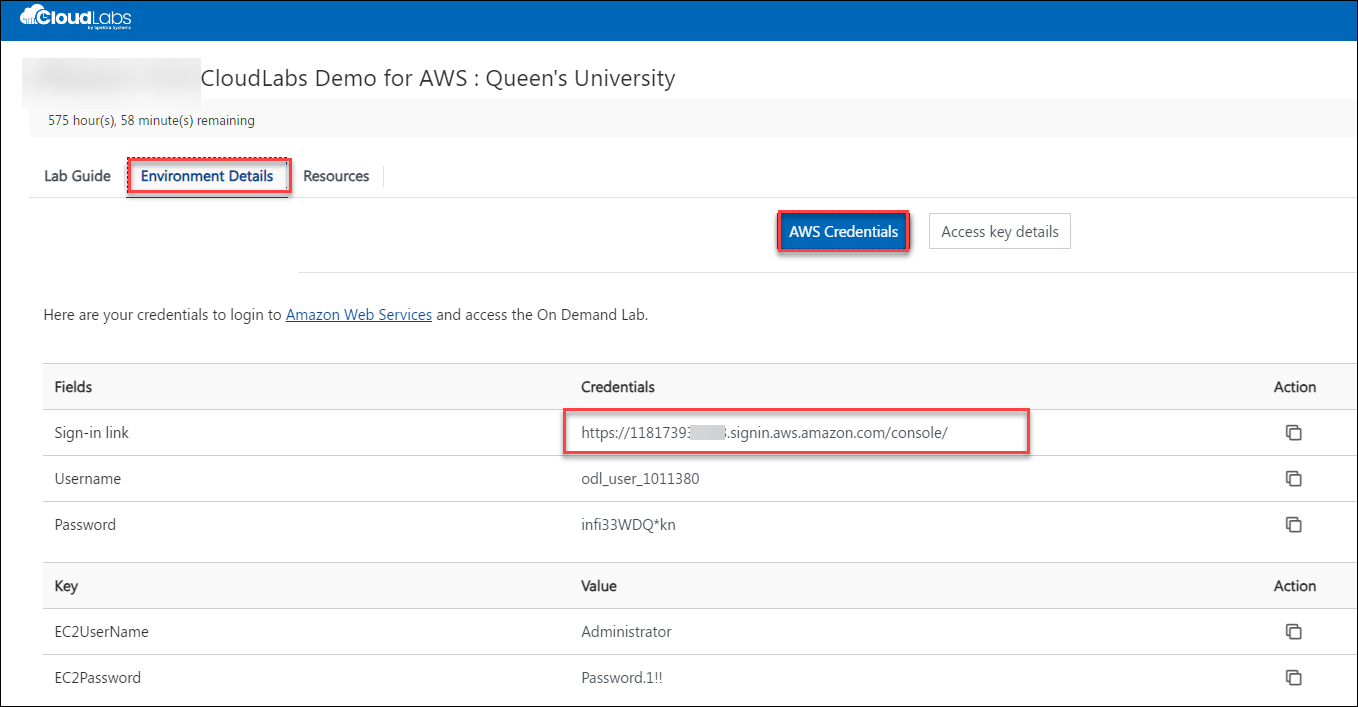 CloudLabs
by Spektra Systems
CloudLabs Demo for AWS : Queen's University
575 hour(s), 58 minute(s) remaining
Lab Guide Environment Details Resources
AWS Credentials Access key details
Here are your credentials to login to Amazon Web Services and access the On Demand Lab.
Fields Credentials Action
Sign-in link https://11817393 .signin.aws.amazon.com/console/
Username odl_user_1011380
Password infi33WDQ*kn
Key Value Action
EC2UserName Administrator
EC2Password Password.1!!